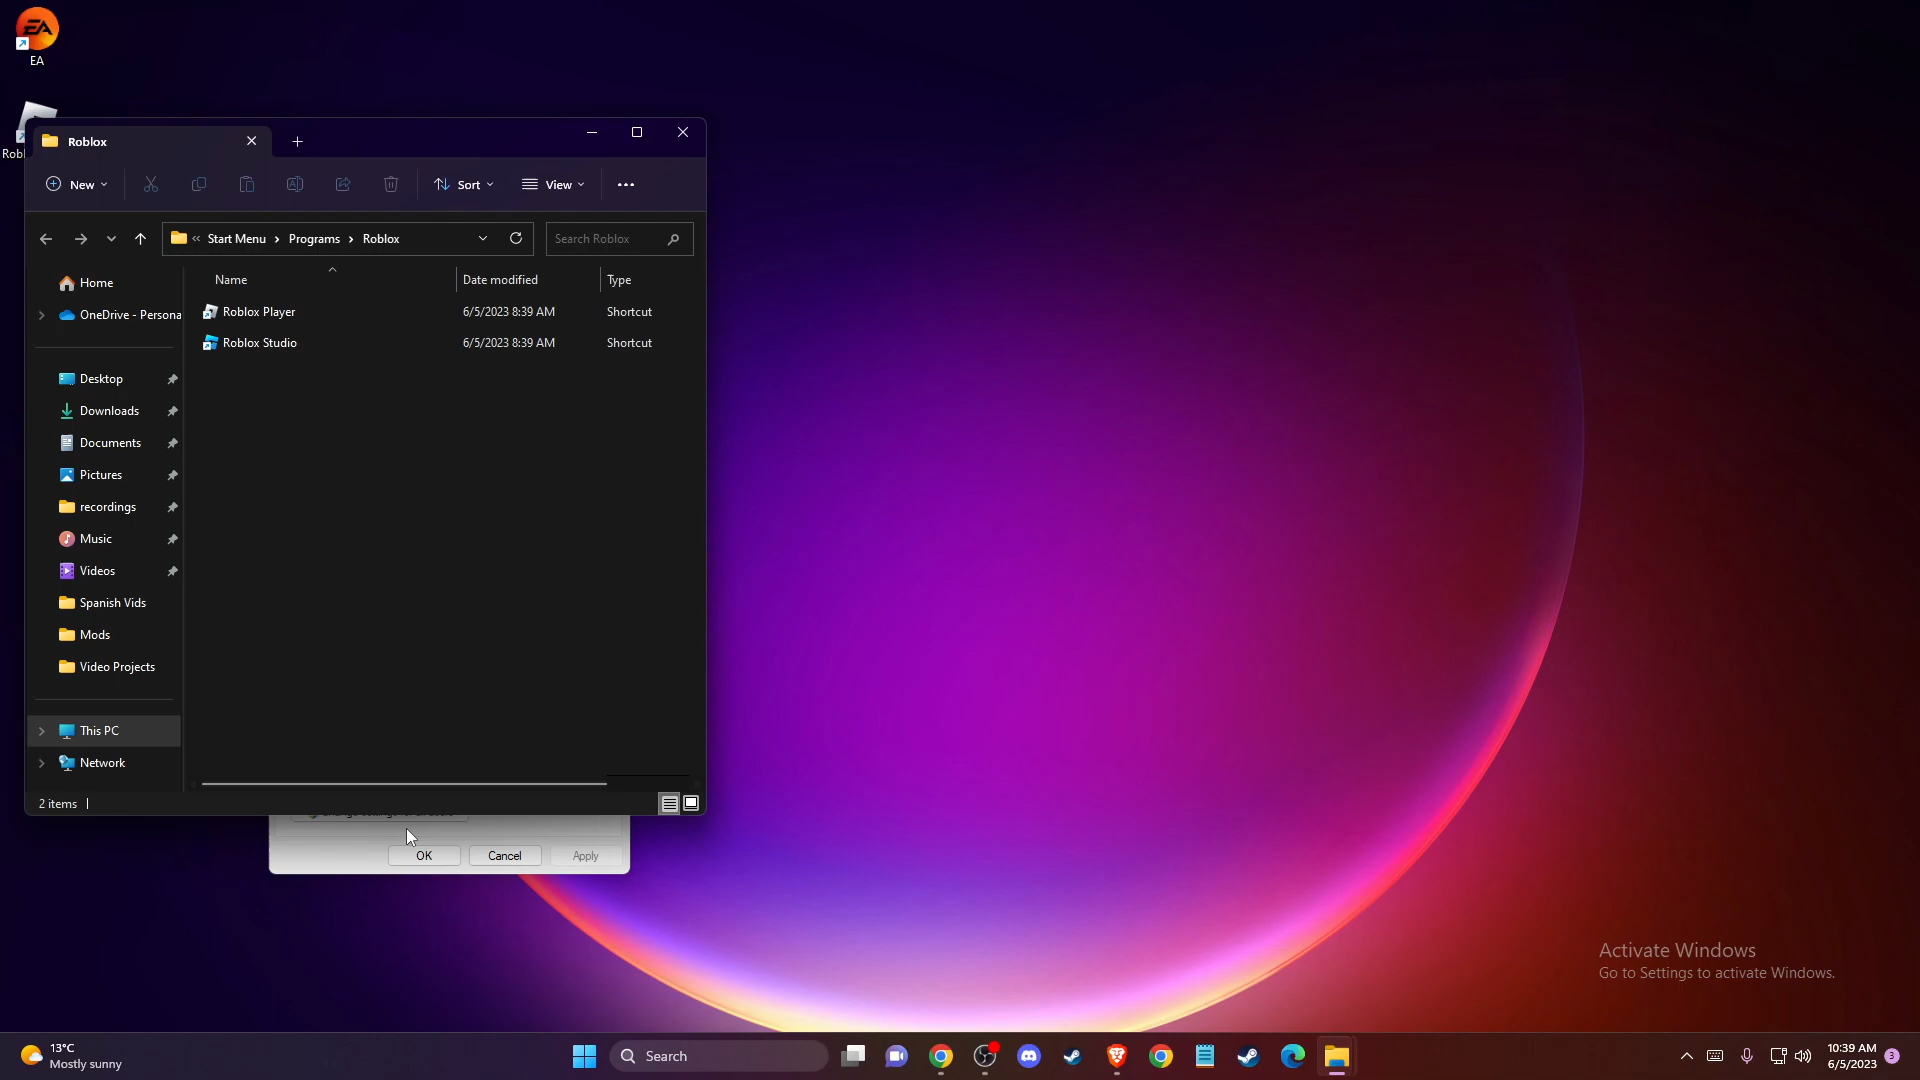 EA
Roblox
New
Sort
View
Start Menu
Programs
Roblox
Search Roblox
Name
Date modified
Type
Home
OneDrive - Persona
Desktop
Downloads
Documents
Pictures
recordings
Music
Videos
Spanish Vids
Mods
Video Projects
This PC
Network
Roblox Player
6/5/2023 8:39 AM
Shortcut
Roblox Studio
6/5/2023 8:39 AM
Shortcut
2 items
OK
Cancel
Apply
Activate Windows
Go to Settings to activate Windows.
13°C
Mostly sunny
Search
10:39 AM
6/5/2023
3